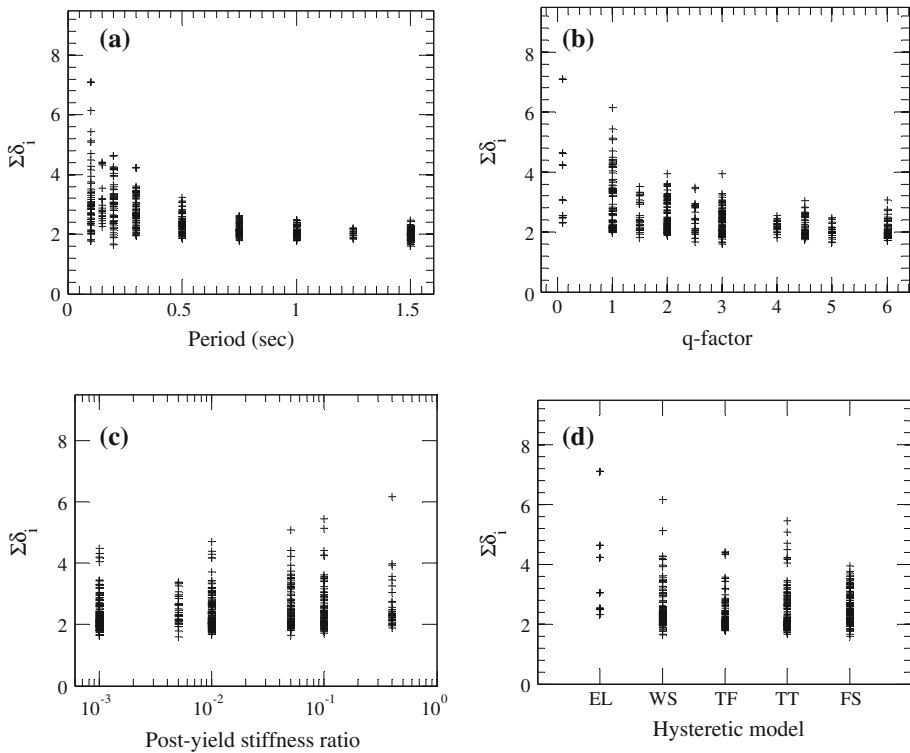 (a)
8
6
4
2
0
Σδi
0 0.5 1 1.5
Period (sec)
(b)
8
6
4
2
0
Σδi
0 1 2 3 4 5 6
q-factor
(c)
8
6
4
2
0
Σδi
10⁻³ 10⁻² 10⁻¹ 10⁰
Post-yield stiffness ratio
(d)
8
6
4
2
0
Σδi
EL WS TF TT FS
Hysteretic model